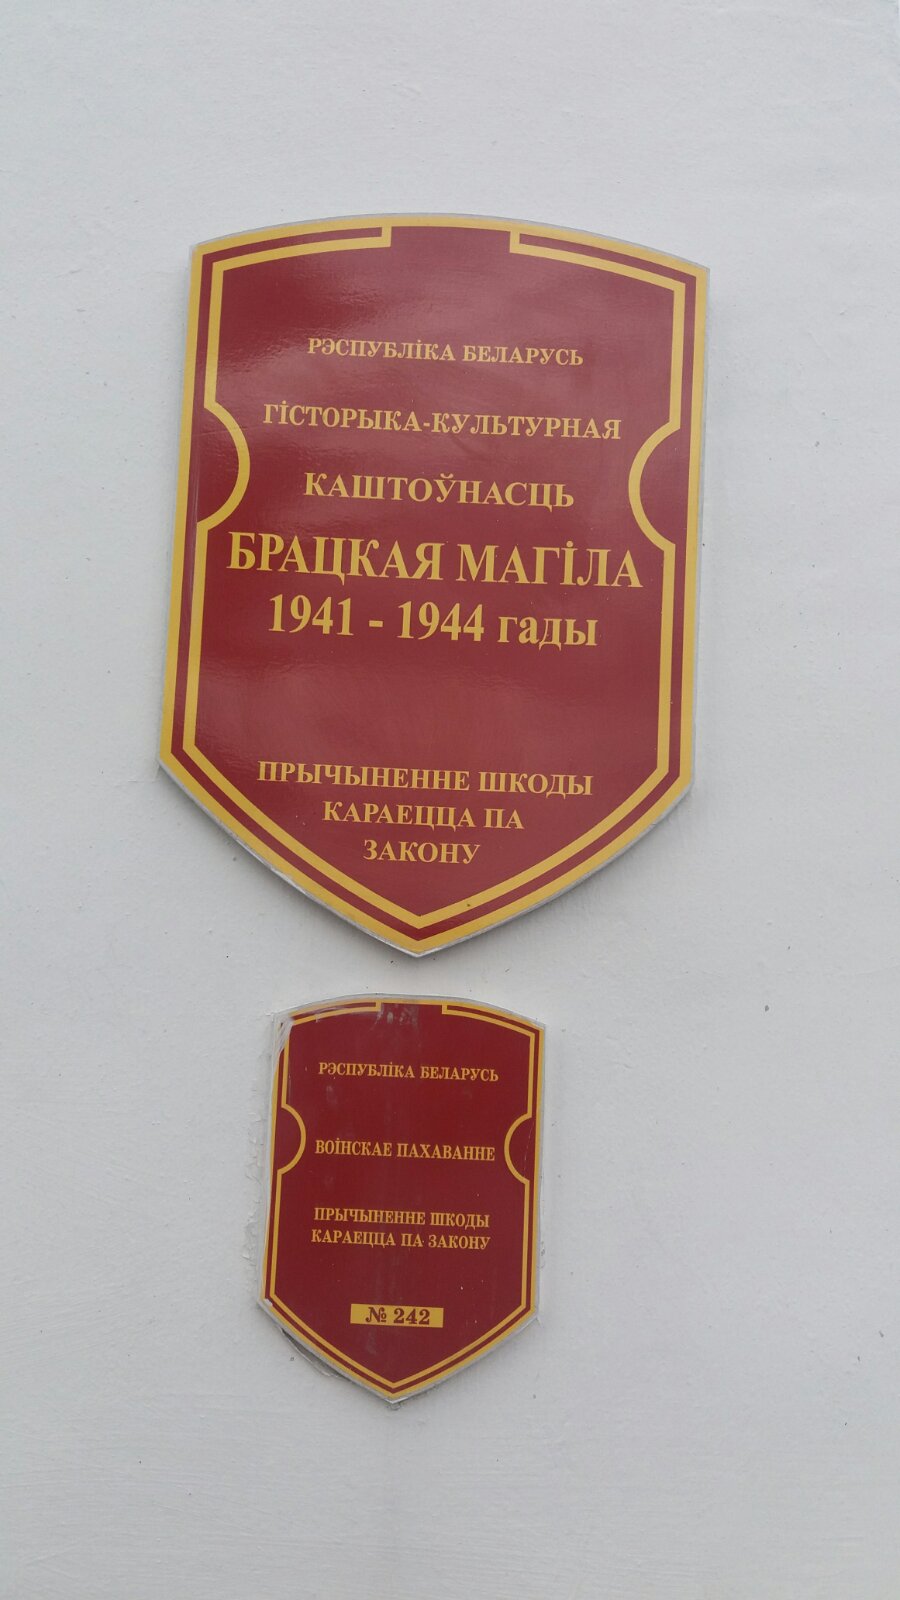 РЭСПУБЛІКА БЕЛАРУСЬ
ГІСТОРЫКА-КУЛЬТУРНАЯ
КАШТОЎНАСЦЬ
БРАЦКАЯ МАГІЛА
1941 - 1944 гады
ПРЫЧЫНЕННЕ ШКОДЫ
КАРАЕЦЦА ПА
ЗАКОНУ
РЭСПУБЛІКА БЕЛАРУСЬ
ВОІНСКАЕ ПАХАВАННЕ
ПРЫЧЫНЕННЕ ШКОДЫ
КАРАЕЦЦА ПА ЗАКОНУ
№ 242